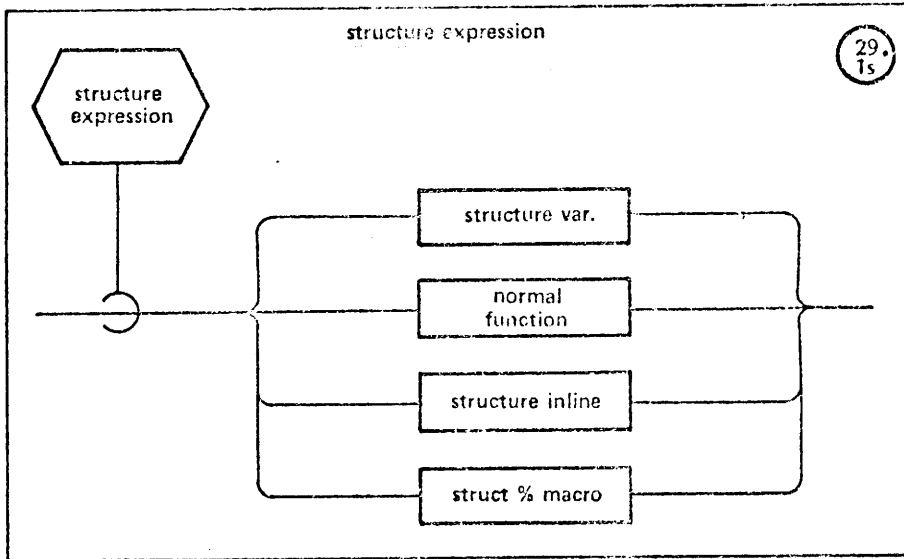 structure expression
29.
1s
structure
expression
structure var.
normal
function
structure inline
struct % macro